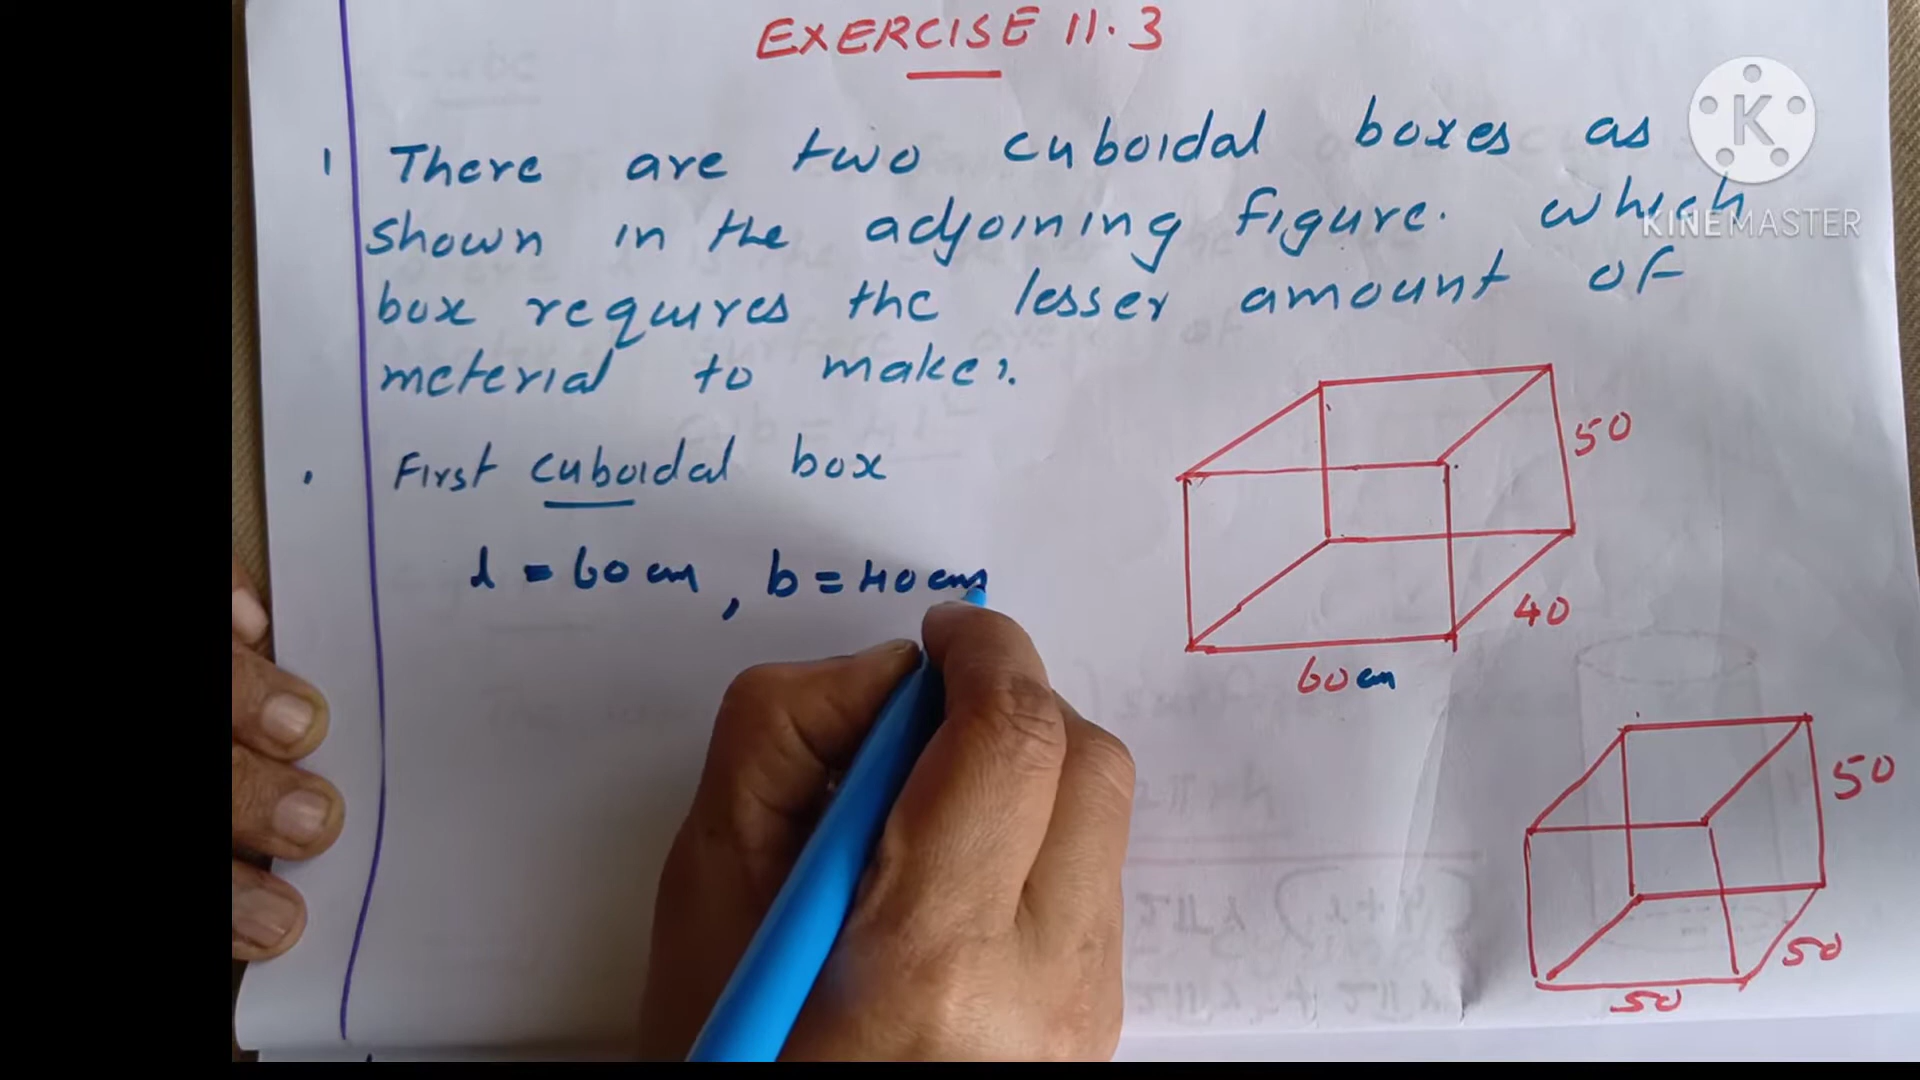 EXERCISE 11.3
1 There are two cuboidal boxes as
shown in the adjoining figure. which
box requires the lesser amount of
meterial to make?
. First cuboidal box
l = 60 cm, b = 40 cm
50
40
60 cm
50
50
50
K
KINEMASTER